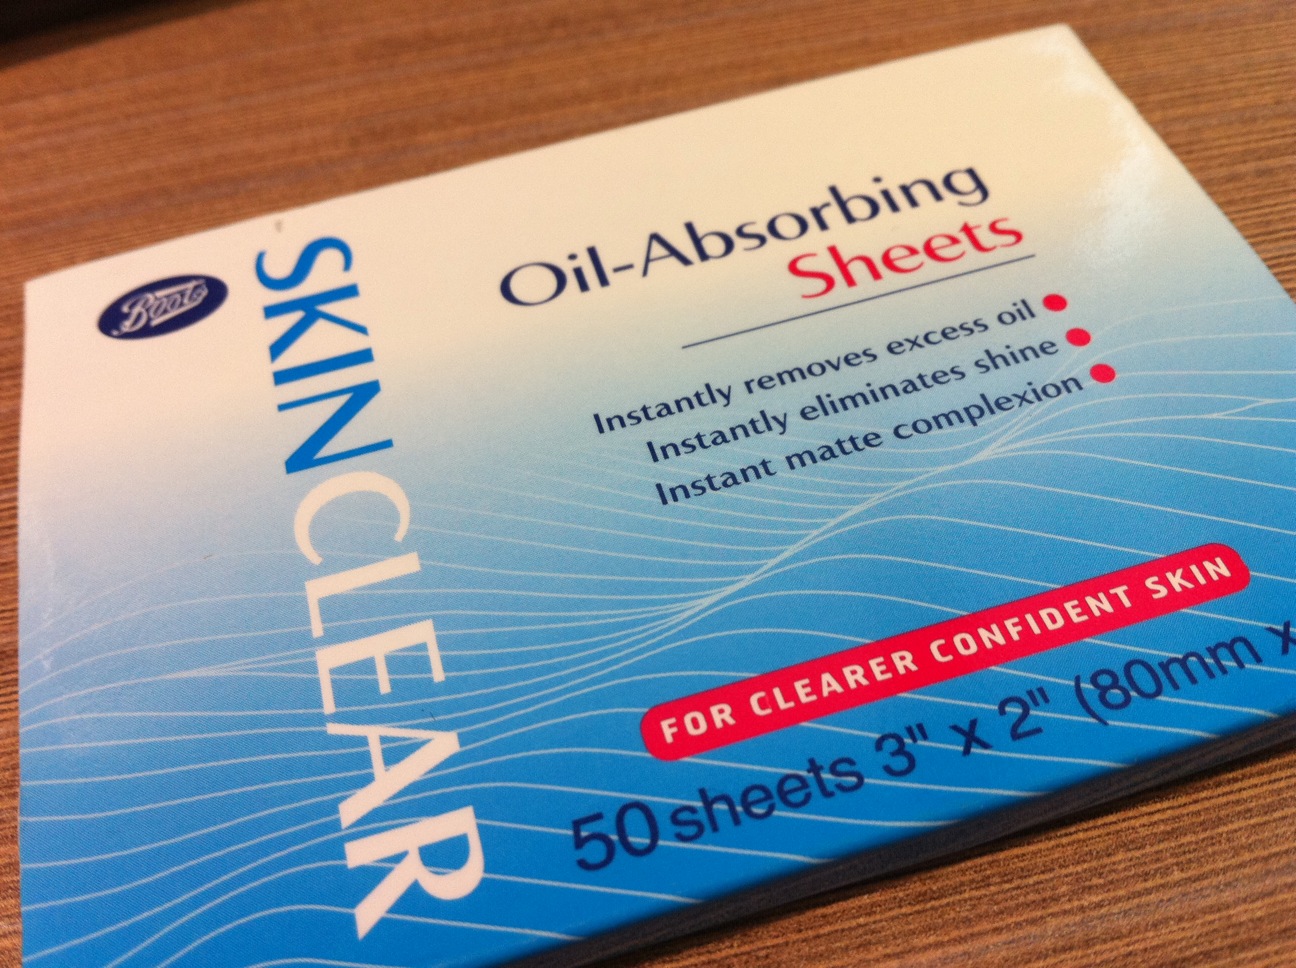 Boots
SKINCLEAR
Oil-Absorbing
Sheets
Instantly removes excess oil
Instantly eliminates shine
Instant matte complexion
FOR CLEARER CONFIDENT SKIN
50 sheets 3" x 2" (80mm x